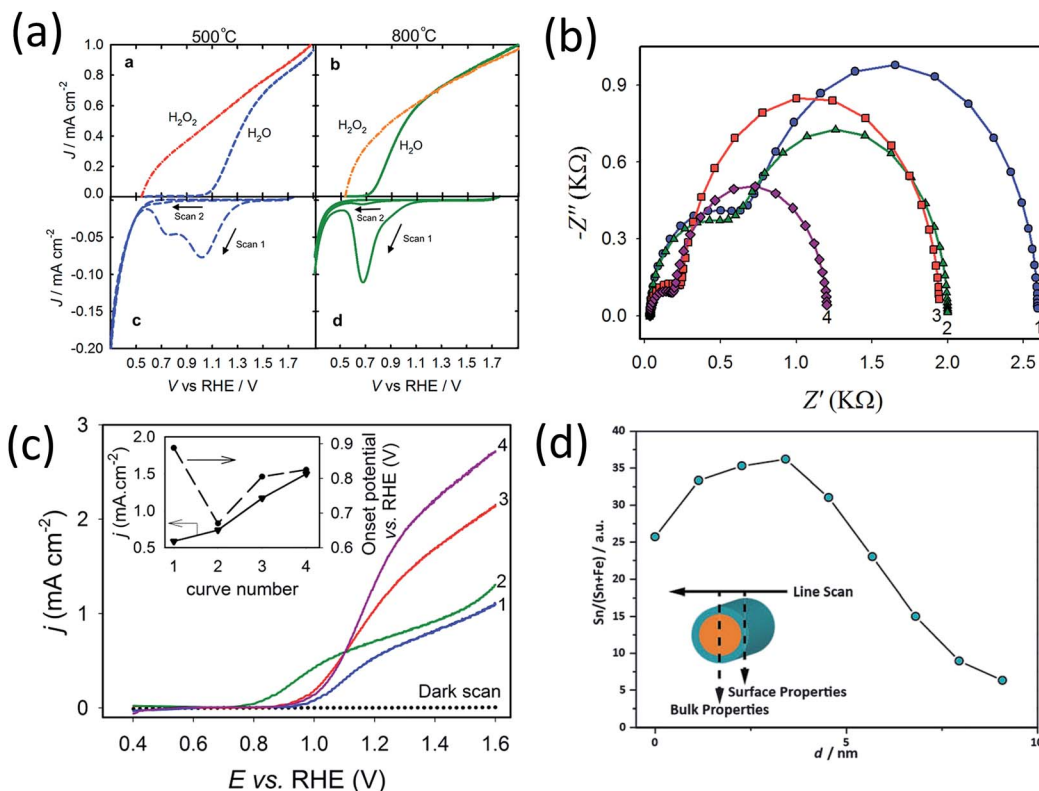 (a)
500°C
800°C
a
b
J / mA cm-2
1.0
0.8
0.6
0.4
0.2
0.0
H2O2
H2O
H2O2
H2O
J / mA cm-2
-0.05
-0.10
-0.15
-0.20
Scan 2
Scan 1
Scan 2
Scan 1
c
d
0.5 0.7 0.9 1.1 1.3 1.5 1.7
0.5 0.7 0.9 1.1 1.3 1.5 1.7
V vs RHE / V
V vs RHE / V
(b)
-Z'' (KΩ)
0.9
0.6
0.3
0.0
4
3
2
1
0.0 0.5 1.0 1.5 2.0 2.5
Z' (KΩ)
(c)
j (mA cm-2)
3
2
1
0
j (mA.cm-2)
2.0
1.5
1.0
0.5
0.9
0.8
0.7
0.6
Onset potential
vs. RHE (V)
1 2 3 4
curve number
4
3
2
1
Dark scan
0.4 0.6 0.8 1.0 1.2 1.4 1.6
E vs. RHE (V)
(d)
Sn/(Sn+Fe) / a.u.
40
35
30
25
20
15
10
5
0
Line Scan
Surface Properties
Bulk Properties
0 5 10
d / nm